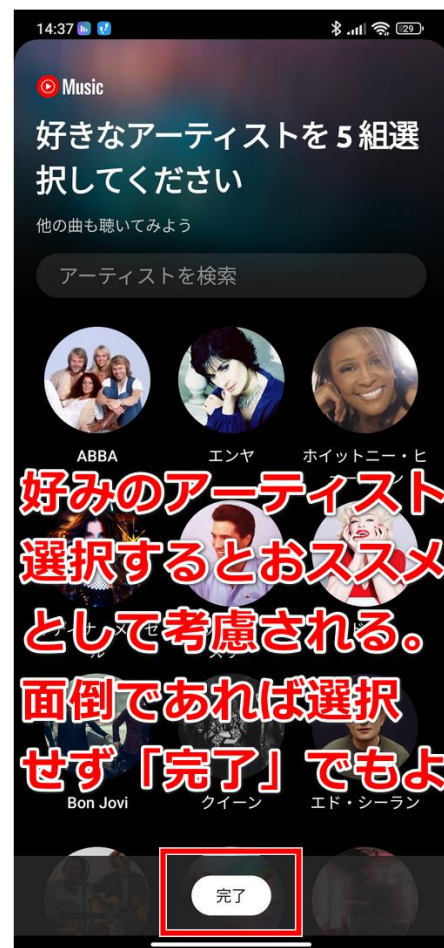 14:37
29
Music
好きなアーティストを 5 組選
択してください
他の曲も聴いてみよう
アーティストを検索
ABBA
エンヤ
ホイットニー・ヒ
好みのアーティスト
選択するとおススメ
として考慮される。
面倒であれば選択
せず「完了」でもよ
Bon Jovi
クイーン
エド・シーラン
完了